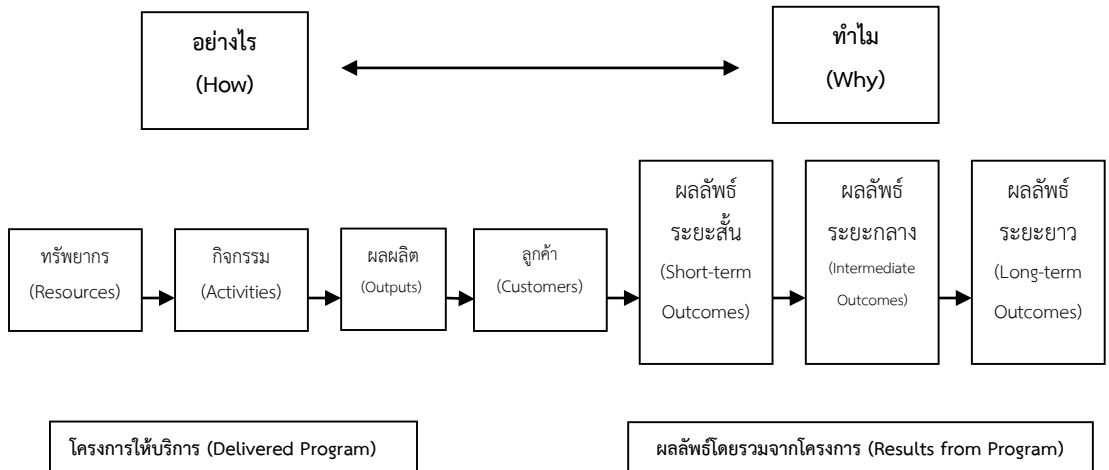 อย่างไร
(How)
ทำไม
(Why)
ทรัพยากร
(Resources)
กิจกรรม
(Activities)
ผลผลิต
(Outputs)
ลูกค้า
(Customers)
ผลลัพธ์
ระยะสั้น
(Short-term
Outcomes)
ผลลัพธ์
ระยะกลาง
(Intermediate
Outcomes)
ผลลัพธ์
ระยะยาว
(Long-term
Outcomes)
โครงการให้บริการ (Delivered Program)
ผลลัพธ์โดยรวมจากโครงการ (Results from Program)